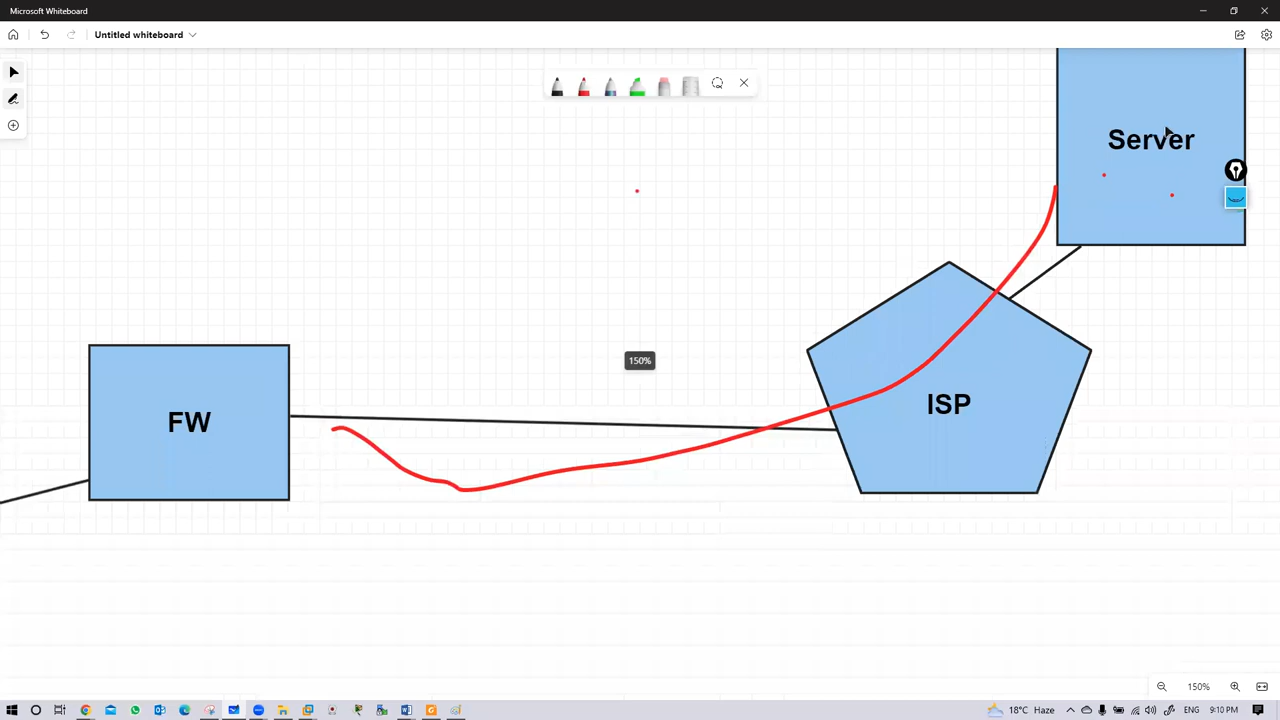 Microsoft Whiteboard
Untitled whiteboard
Server
150%
ISP
FW
150%
18°C Haze
ENG
9:10 PM